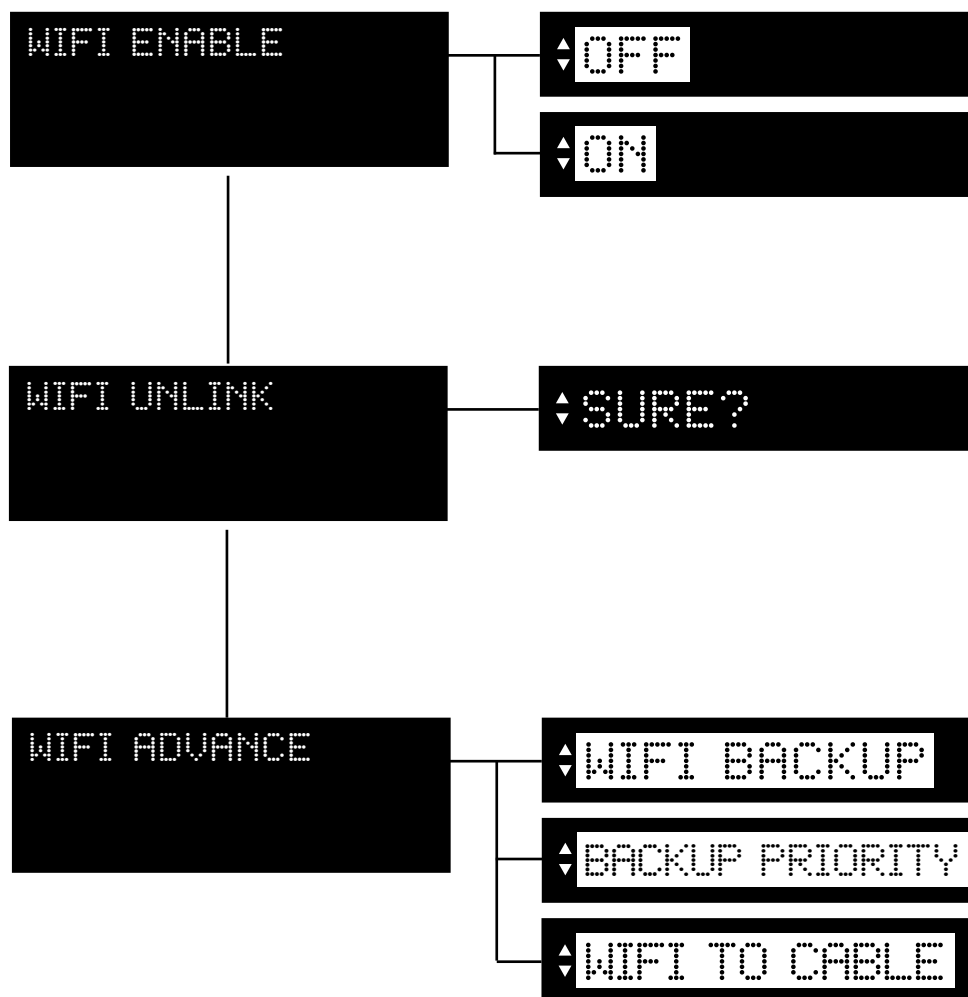 WIFI ENABLE
OFF
ON
WIFI UNLINK
SURE?
WIFI ADVANCE
WIFI BACKUP
BACKUP PRIORITY
WIFI TO CABLE